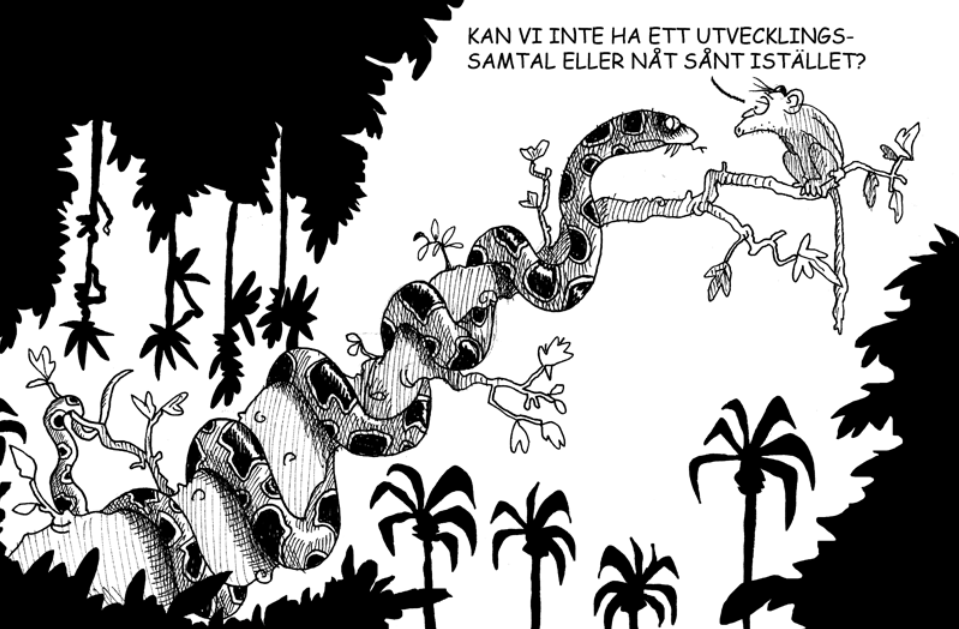 KAN VI INTE HA ETT UTVECKLINGS-
SAMTAL ELLER NÅT SÅNT ISTÄLLET?